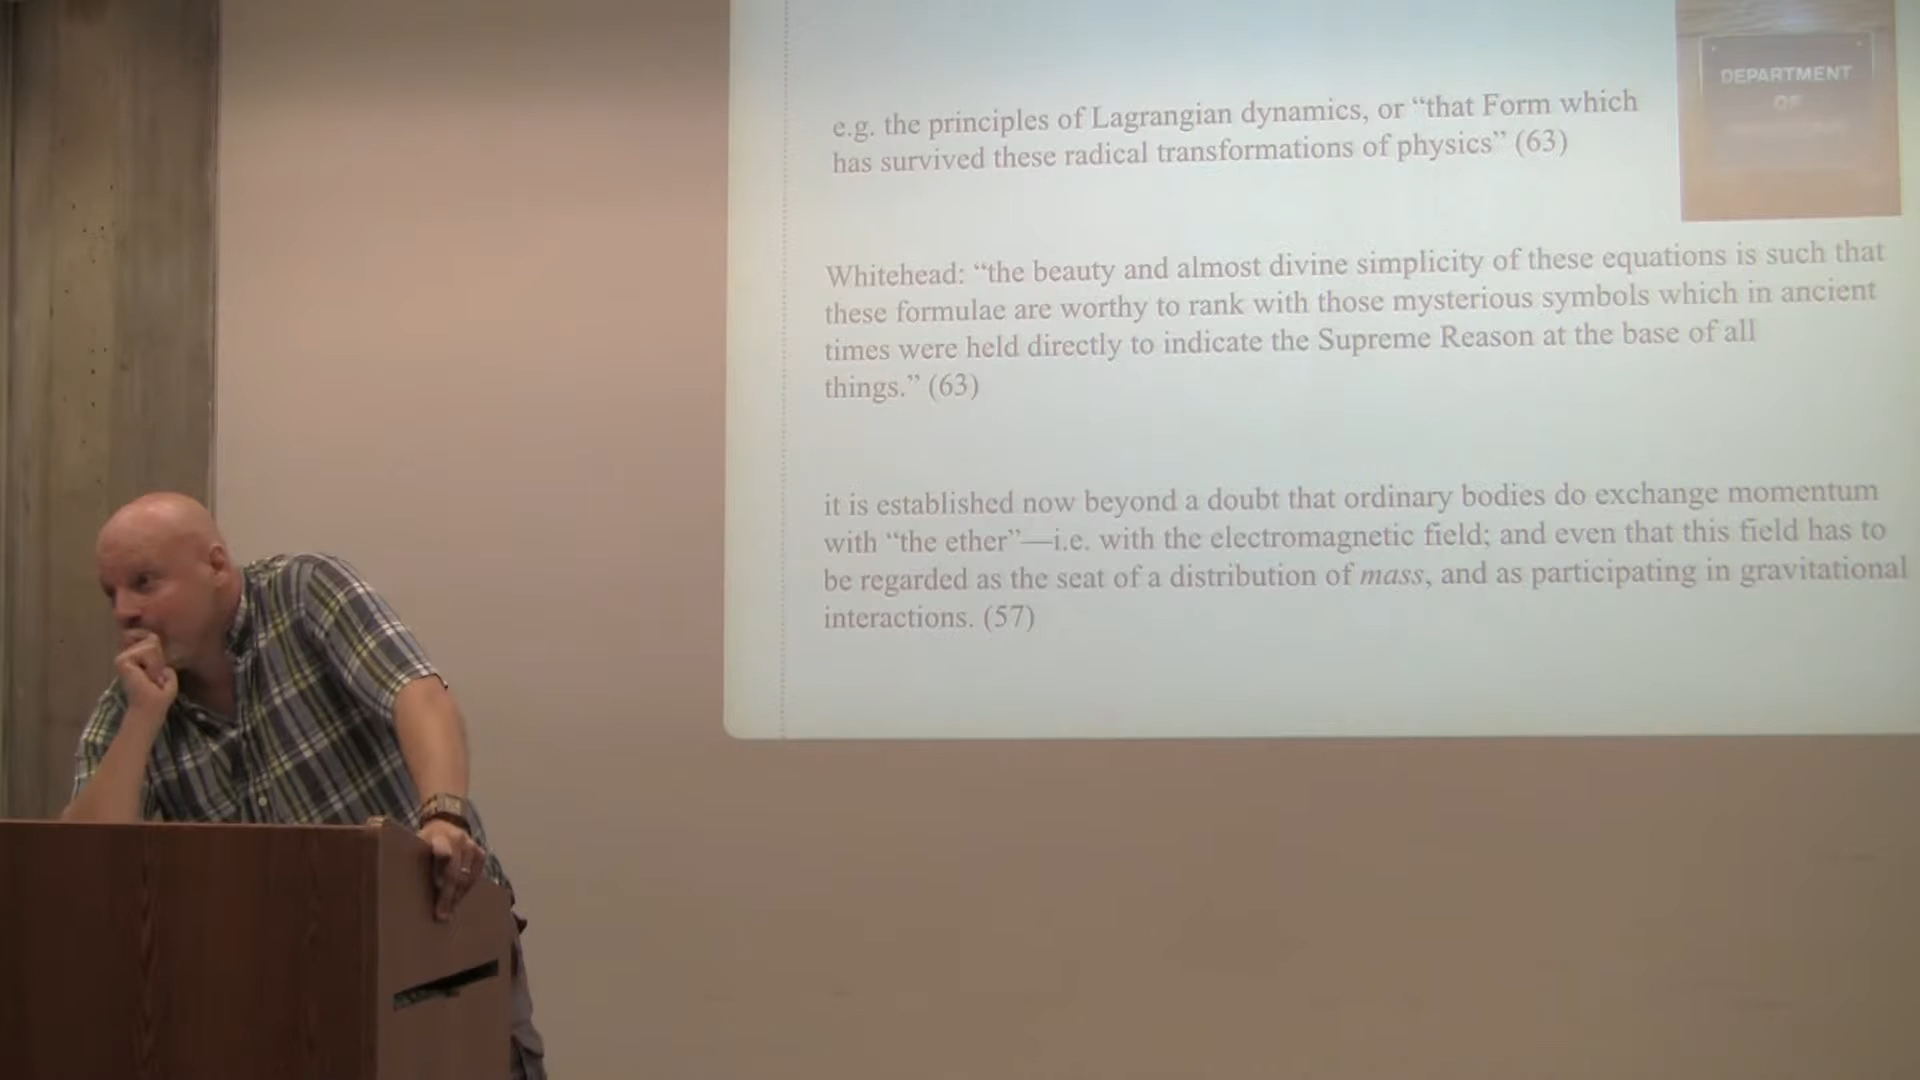 DEPARTMENT
OF
e.g. the principles of Lagrangian dynamics, or “that Form which
has survived these radical transformations of physics” (63)
Whitehead: “the beauty and almost divine simplicity of these equations is such that
these formulae are worthy to rank with those mysterious symbols which in ancient
times were held directly to indicate the Supreme Reason at the base of all
things.” (63)
it is established now beyond a doubt that ordinary bodies do exchange momentum
with “the ether”—i.e. with the electromagnetic field; and even that this field has to
be regarded as the seat of a distribution of mass, and as participating in gravitational
interactions. (57)